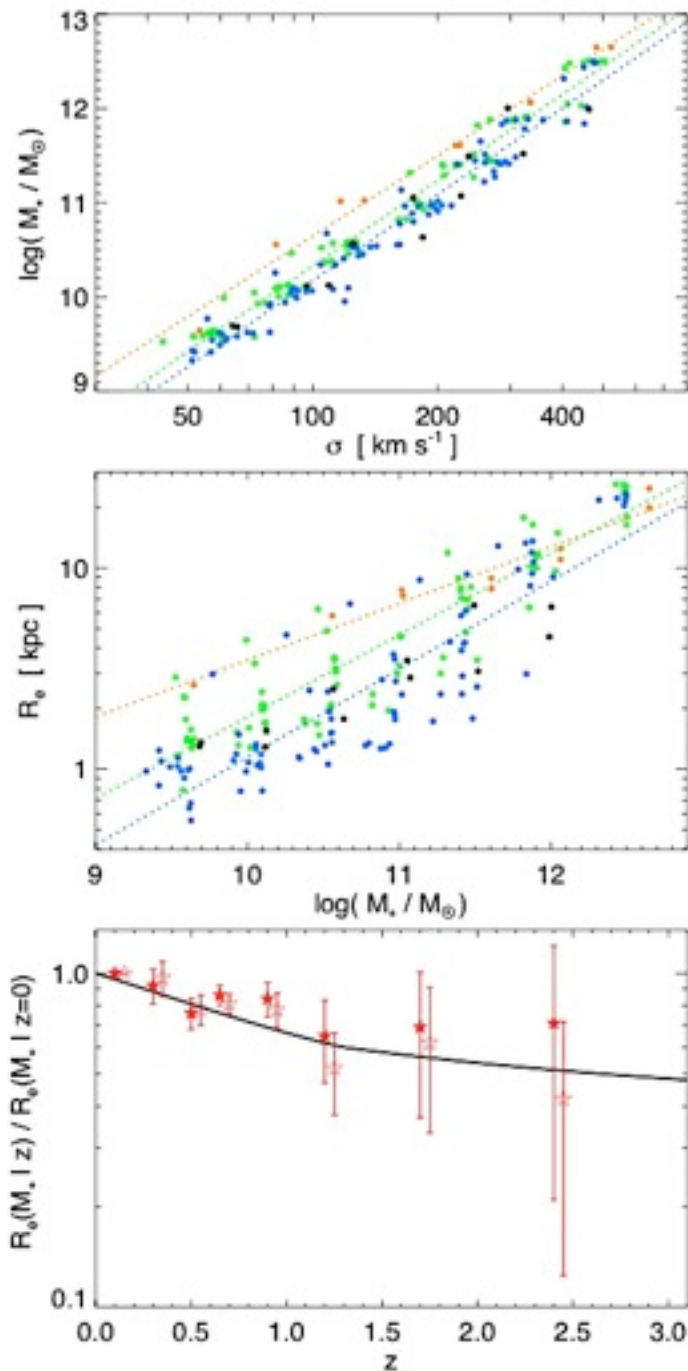 13
12
11
10
9
log( M* / M⊙)
50 100 200 400
σ [ km s⁻¹]
10
1
Rₑ [ kpc]
9 10 11 12
log( M* / M⊙)
1.0
0.1
Rₑ(M* | z) / Rₑ(M* | z=0)
0.0 0.5 1.0 1.5 2.0 2.5 3.0
z